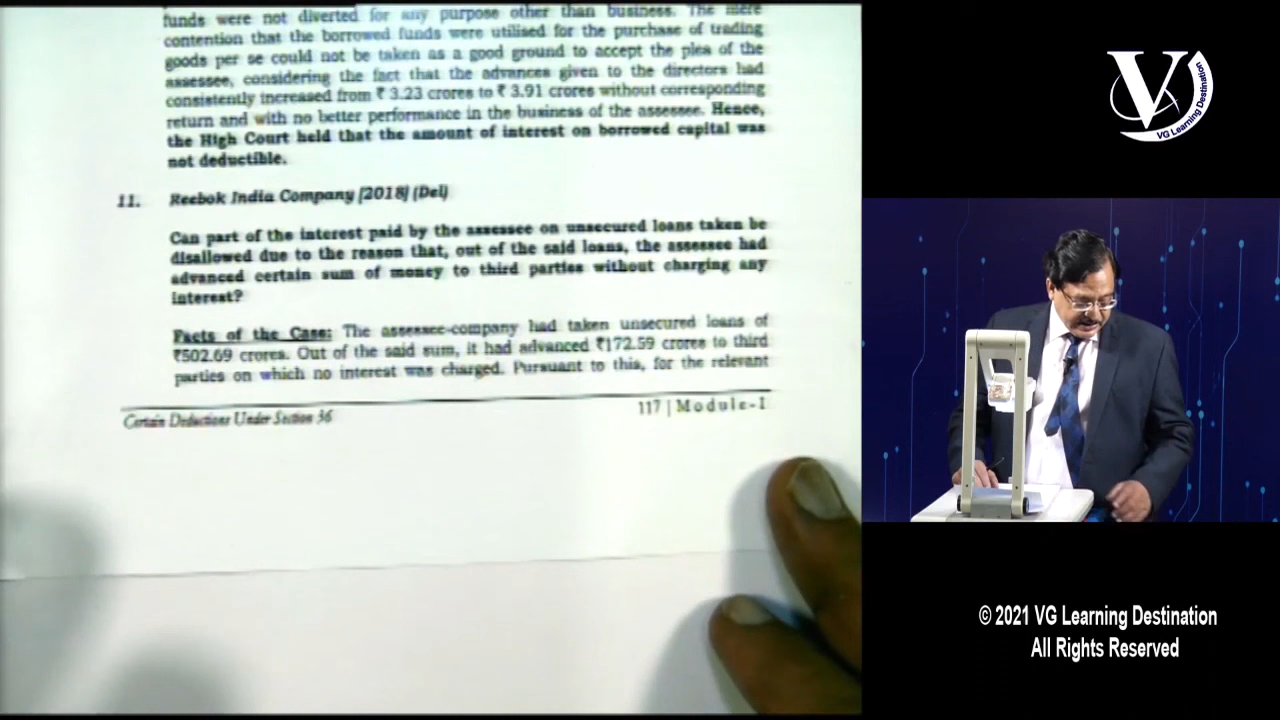 funds were not diverted for any purpose other than business. The mere
contention that the borrowed funds were utilised for the purchase of trading
goods per se could not be taken as a good ground to accept the plea of the
assessee, considering the fact that the advances given to the directors had
consistently increased from ₹ 3.23 crores to ₹ 3.91 crores without corresponding
return and with no better performance in the business of the assessee. Hence,
the High Court held that the amount of interest on borrowed capital was
not deductible.
11. Reebok India Company [2018] (Del)
Can part of the interest paid by the assessee on unsecured loans taken be
disallowed due to the reason that, out of the said loans, the assessee had
advanced certain sum of money to third parties without charging any
interest?
Facts of the Case: The assessee-company had taken unsecured loans of
₹502.69 crores. Out of the said sum, it had advanced ₹172.59 crores to third
parties on which no interest was charged. Pursuant to this, for the relevant
Certain Deductions Under Section 36
117 | Module-1
V
VG Learning Destination
© 2021 VG Learning Destination
All Rights Reserved